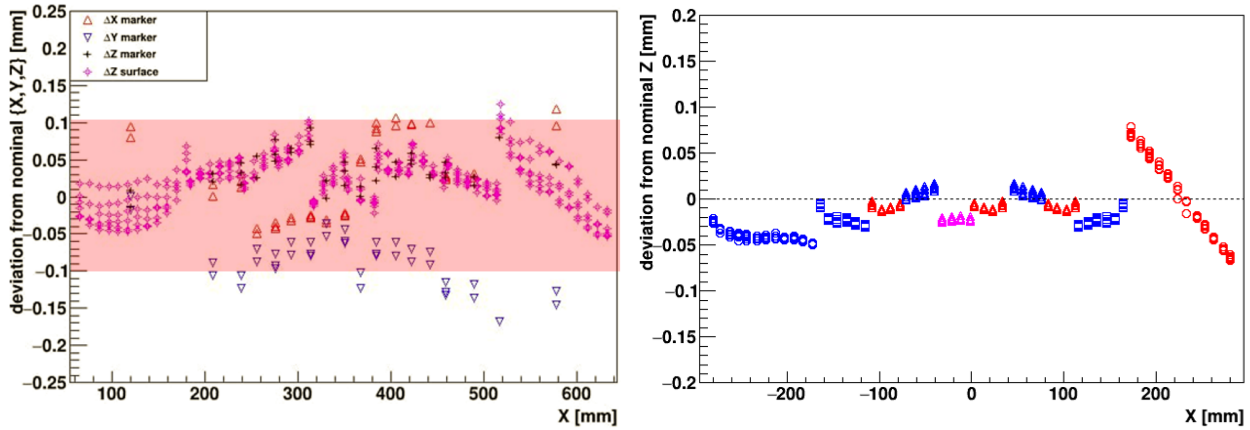 deviation from nominal {X,Y,Z} [mm]
0.25
0.2
0.15
0.1
0.05
0
−0.05
−0.1
−0.15
−0.2
−0.25
ΔX marker
ΔY marker
ΔZ marker
ΔZ surface
100 200 300 400 500 600
X [mm]
deviation from nominal Z [mm]
0.2
0.15
0.1
0.05
0
−0.05
−0.1
−0.15
−0.2
−200 −100 0 100 200
X [mm]